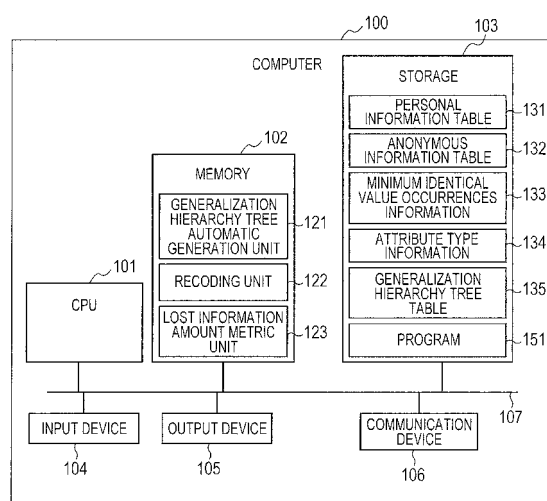 100
COMPUTER
103
STORAGE
PERSONAL
INFORMATION TABLE
131
ANONYMOUS
INFORMATION TABLE
132
MINIMUM IDENTICAL
VALUE OCCURRENCES
INFORMATION
133
ATTRIBUTE TYPE
INFORMATION
134
GENERALIZATION
HIERARCHY TREE
TABLE
135
PROGRAM
151
102
MEMORY
GENERALIZATION
HIERARCHY TREE
AUTOMATIC
GENERATION UNIT
121
RECODING UNIT
122
LOST INFORMATION
AMOUNT METRIC
UNIT
123
101
CPU
107
INPUT DEVICE
104
OUTPUT DEVICE
105
COMMUNICATION
DEVICE
106